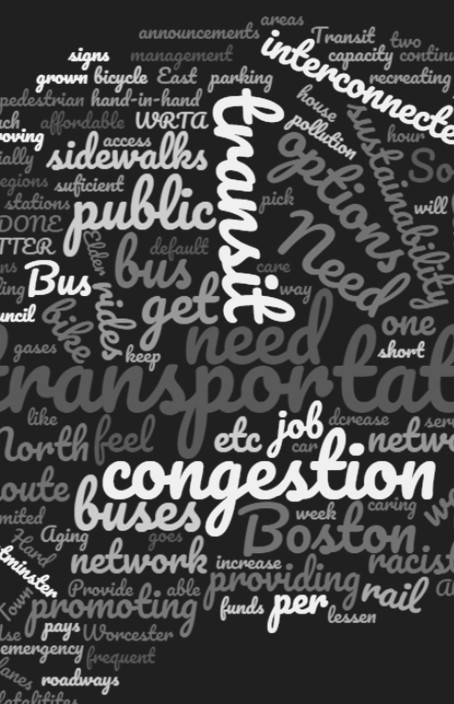 areas
announcements
Transit two
signs
management
capacity
interconnecte
grown bicycle East parking
recreating
pedestrian hand-in-hand
house
affordable WRTA
transit
pollution
hour
access
sustainability
sidewalks
options
So
suficient
pick
stations
public
will
DONE
Need
TTER
Elder
default
bus
care
Bus
way
rides
get
bike
one
need
gases
keep
short
transportat
like
job
dcrease
etc
car
netwo
North feel
congestion
oute
buses
week
caring
Boston
mited
Aging
goes
Hard
network
increase
racist
tminster
providing
Provide able
rail
Town
promoting
funds per
lessen
pays
Worcester
emergency
frequent
lanes
roadways